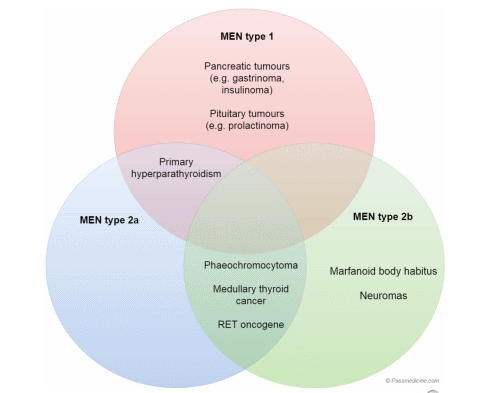 MEN type 1
Pancreatic tumours
(e.g. gastrinoma,
insulinoma)
Pituitary tumours
(e.g. prolactinoma)
Primary
hyperparathyroidism
MEN type 2a
MEN type 2b
Phaeochromocytoma
Medullary thyroid
cancer
RET oncogene
Marfanoid body habitus
Neuromas
© Passmedicine.com